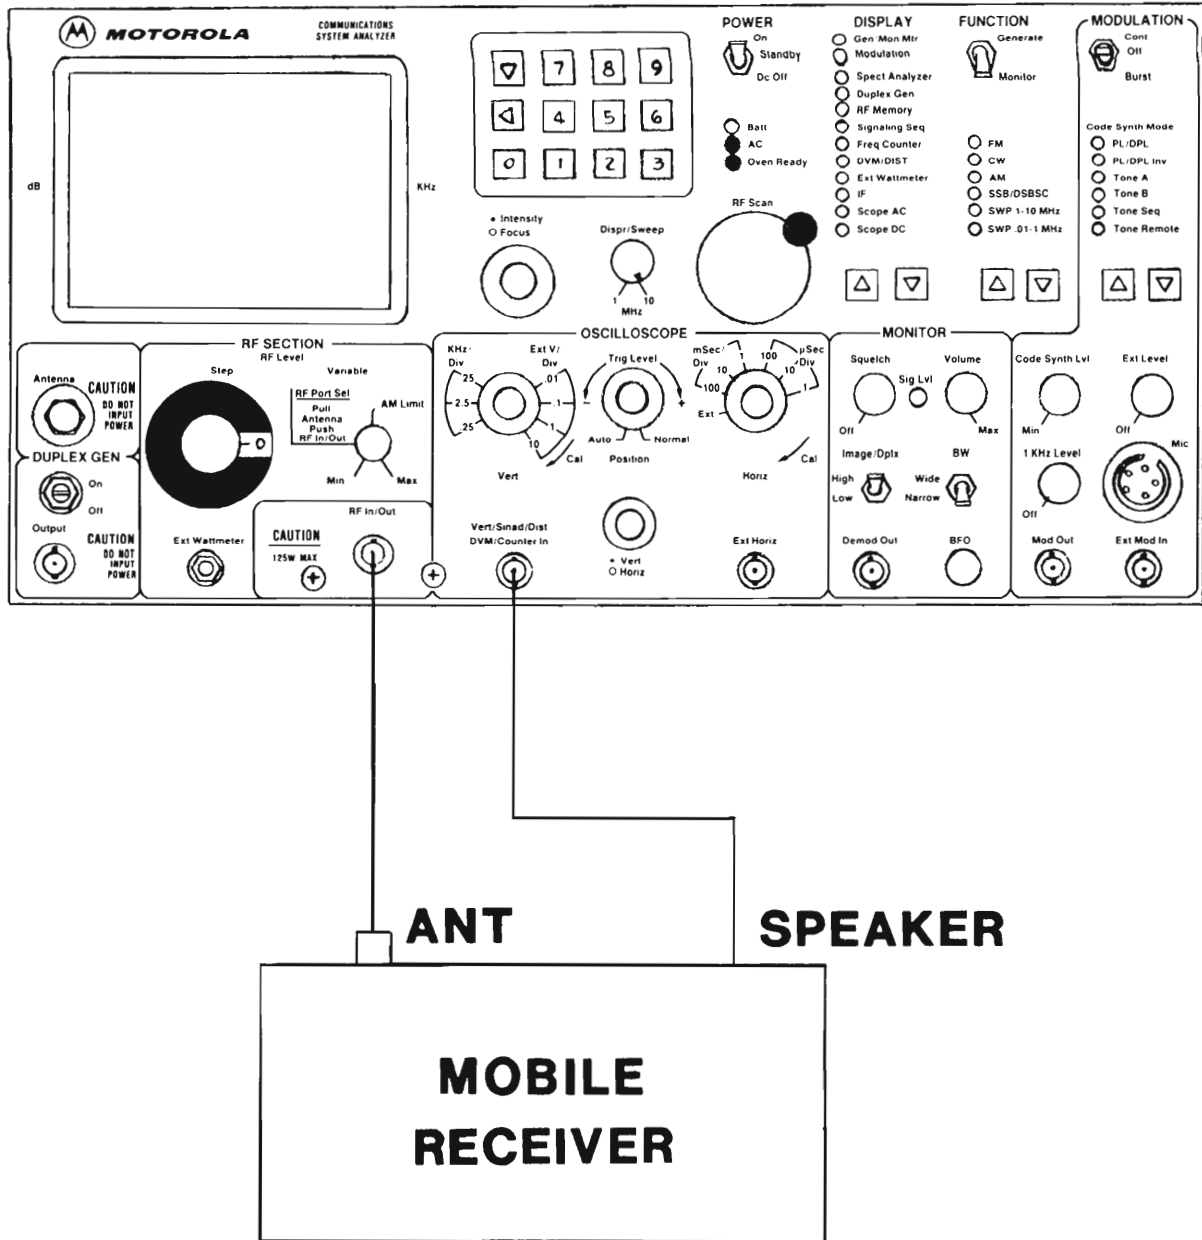 MOTOROLA
COMMUNICATIONS
SYSTEM ANALYZER
dB
KHz
7 8 9
4 5 6
0 1 2 3
• Intensity
O Focus
Dispr/Sweep
1 10
MHz
POWER
On
Standby
Dc Off
Batt
AC
Oven Ready
RF Scan
DISPLAY
Gen/Mon Mtr
Modulation
Spect Analyzer
Duplex Gen
RF Memory
Signaling Seq
Freq Counter
DVM/DIST
Ext Wattmeter
IF
Scope AC
Scope DC
FUNCTION
Generate
Monitor
FM
CW
AM
SSB/DSBSC
SWP 1-10 MHz
SWP .01-1 MHz
MODULATION
Cont
Off
Burst
Code Synth Mode
PL/DPL
PL/DPL Inv
Tone A
Tone B
Tone Seq
Tone Remote
Antenna
CAUTION
DO NOT
INPUT
POWER
DUPLEX GEN
On
Off
Output
CAUTION
DO NOT
INPUT
POWER
RF SECTION
RF Level
Step
Variable
0
RF Port Sel
Pull
Antenna
Push
RF In/Out
AM Limit
Min
Max
Ext Wattmeter
CAUTION
125W MAX
RF In/Out
OSCILLOSCOPE
KHz/
Div
25
2.5
.25
Ext V/
Div
.01
.1
1
10
Cal
Vert
Trig Level
- +
Auto
Normal
Position
mSec/
Div
1
10
100
Ext
µSec
Div
100
10
1
Cal
Horiz
Vert/Sinad/Dist
DVM/Counter In
• Vert
O Horiz
Ext Horiz
MONITOR
Squelch
Off
Sig Lvl
Volume
Max
Image/Dplx
High
Low
BW
Wide
Narrow
Demod Out
BFO
Code Synth Lvl
Min
Ext Level
Off
1 KHz Level
Off
Mic
Mod Out
Ext Mod In
ANT
SPEAKER
MOBILE
RECEIVER